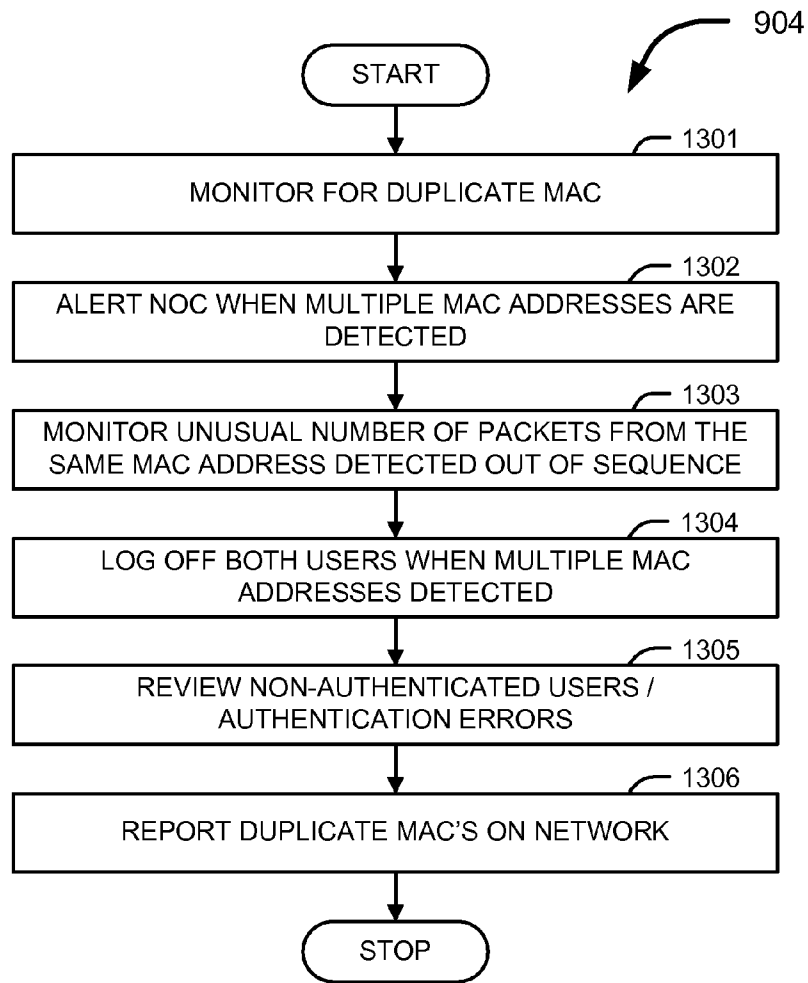 904
START
1301
MONITOR FOR DUPLICATE MAC
1302
ALERT NOC WHEN MULTIPLE MAC ADDRESSES ARE
DETECTED
1303
MONITOR UNUSUAL NUMBER OF PACKETS FROM THE
SAME MAC ADDRESS DETECTED OUT OF SEQUENCE
1304
LOG OFF BOTH USERS WHEN MULTIPLE MAC
ADDRESSES DETECTED
1305
REVIEW NON-AUTHENTICATED USERS /
AUTHENTICATION ERRORS
1306
REPORT DUPLICATE MAC'S ON NETWORK
STOP